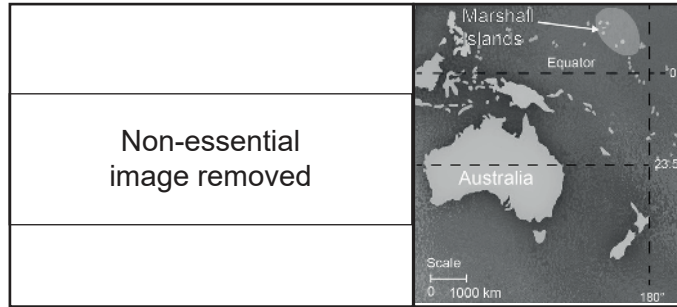 Non-essential
image removed
Marshall
Islands
Equator
0
23.5
Australia
Scale
0 1000 km
180°